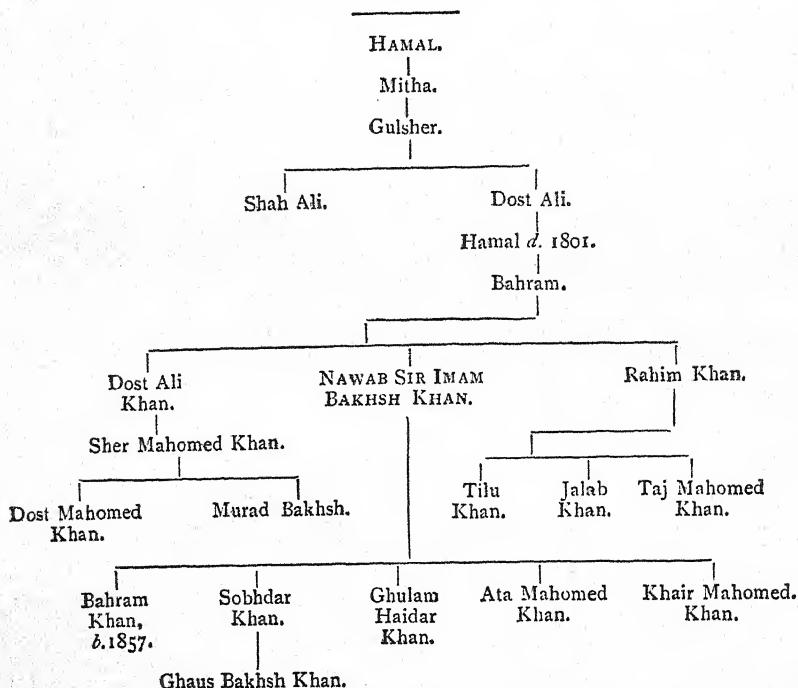 HAMAL.
Mitha.
Gulsher.
Shah Ali. Dost Ali.
Hamal d. 1801.
Bahram.
Dost Ali NAWAB SIR IMAM Rahim Khan.
Khan. BAKHSH KHAN.
Sher Mahomed Khan.
Tilu Jalab Taj Mahomed
Khan. Khan. Khan.
Dost Mahomed Murad Bakhsh.
Khan.
Bahram Sobhdar Ghulam Ata Mahomed Khair Mahomed.
Khan, Khan. Haidar Khan. Khan.
b.1857. Khan.
Ghaus Bakhsh Khan.